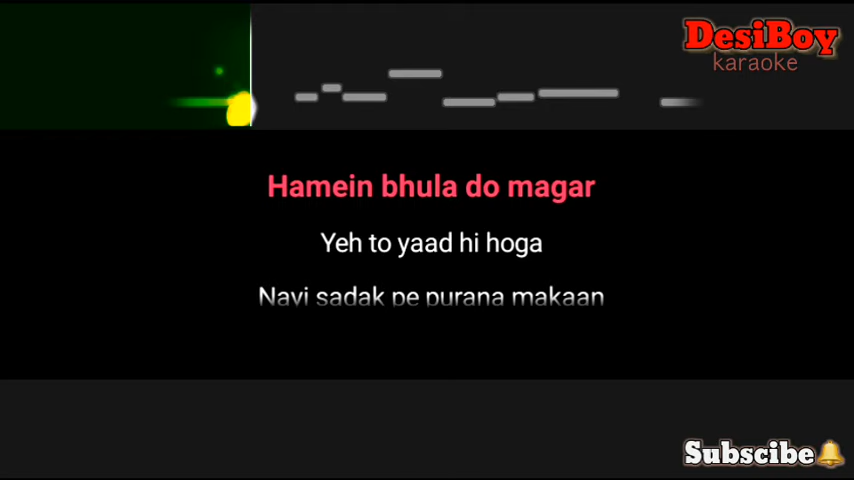 DesiBoy
karaoke
Hamein bhula do magar
Yeh to yaad hi hoga
Navi sadak pe purana makaan
Subscibe